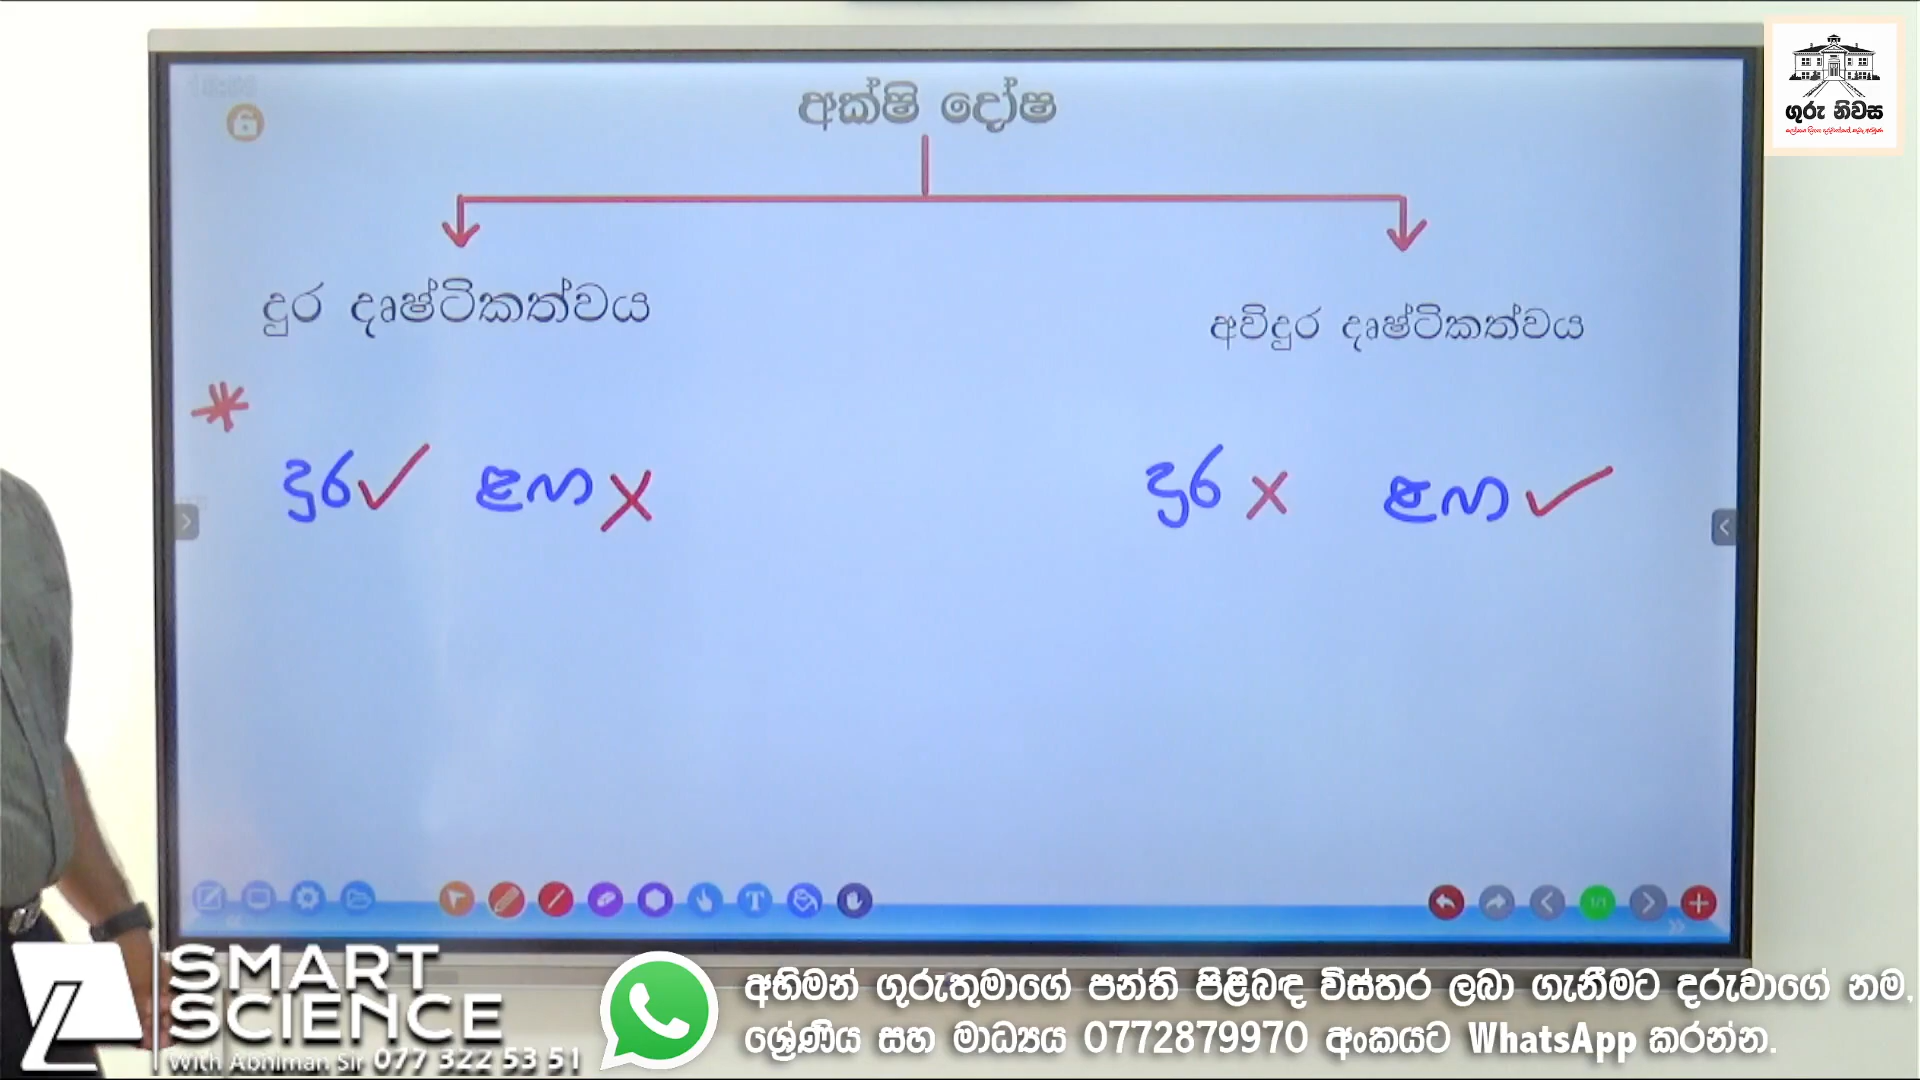 අක්ෂි දෝෂ
ගුරු නිවස
දුර දෘෂ්ටිකත්වය
අවිදුර දෘෂ්ටිකත්වය
දුර ළඟ
දුර ළඟ
SMART
SCIENCE
With Abhiman Sir 077 322 53 51
අභිමන් ගුරුතුමාගේ පන්ති පිළිබඳ විස්තර ලබා ගැනීමට දරුවාගේ නම,
ශ්‍රේණිය සහ මාධ්‍යය 0772879970 අංකයට WhatsApp කරන්න.